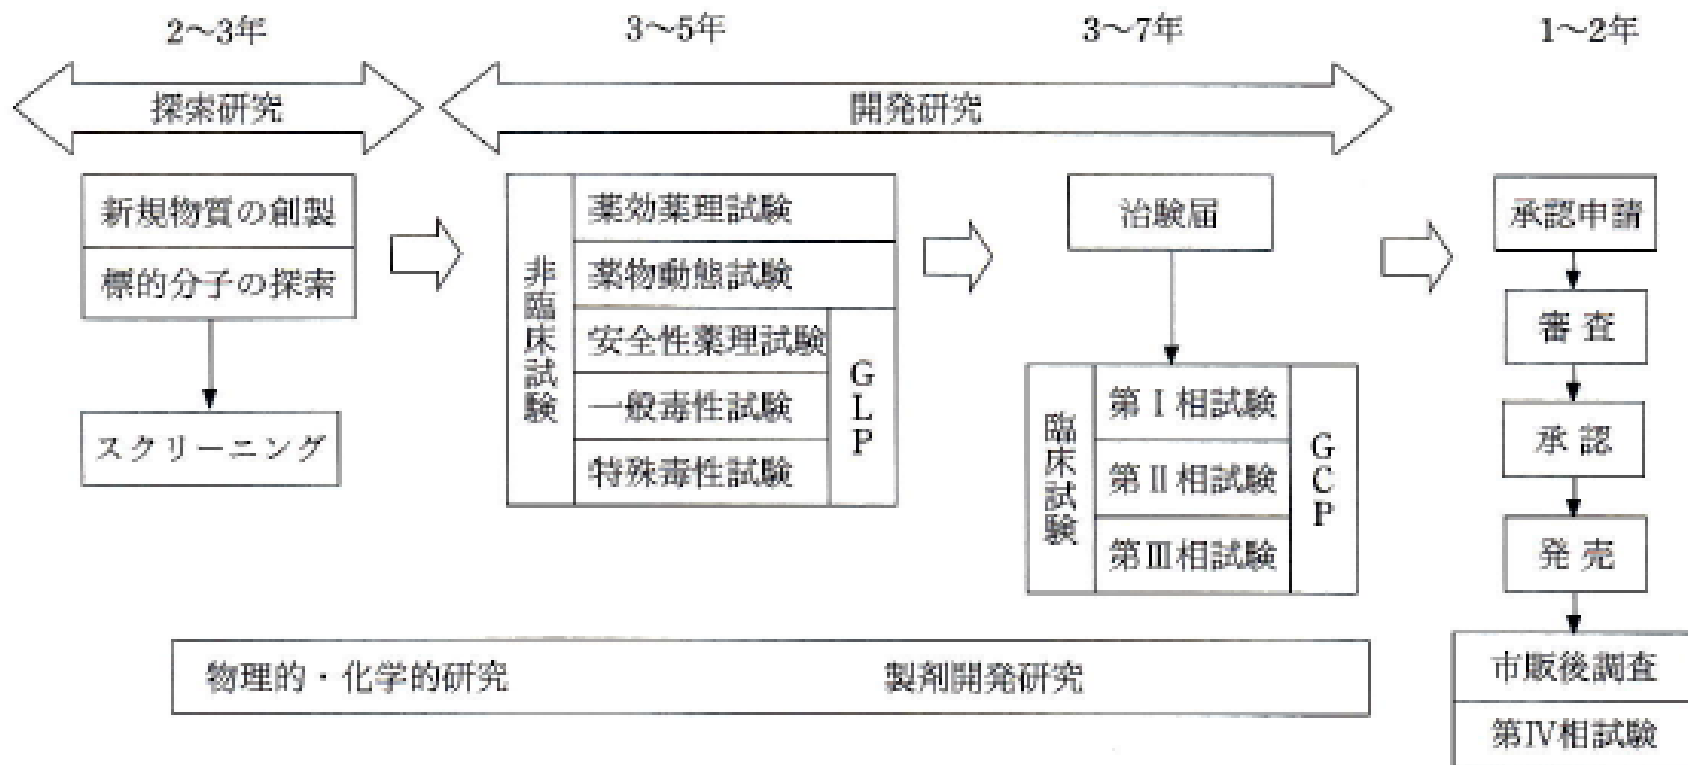 2～3年
3～5年
3～7年
1～2年
探索研究
開発研究
新規物質の創製
標的分子の探索
スクリーニング
非臨床試験
薬効薬理試験
薬物動態試験
安全性薬理試験
一般毒性試験
特殊毒性試験
GLP
治験届
臨床試験
第Ⅰ相試験
第Ⅱ相試験
第Ⅲ相試験
GCP
承認申請
審査
承認
発売
市販後調査
第Ⅳ相試験
物理的・化学的研究
製剤開発研究